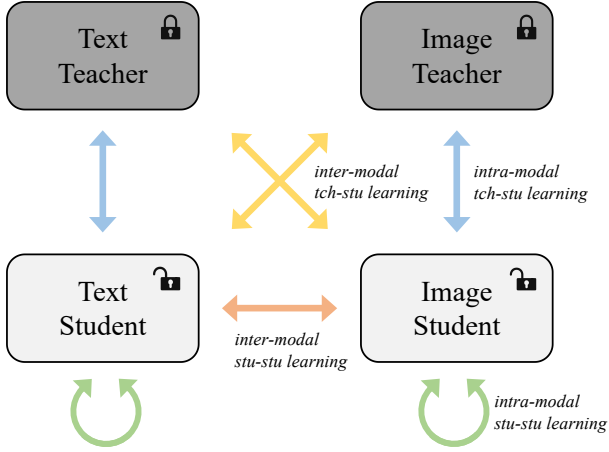 Text
Teacher
Image
Teacher
inter-modal
tch-stu learning
intra-modal
tch-stu learning
Text
Student
Image
Student
inter-modal
stu-stu learning
intra-modal
stu-stu learning